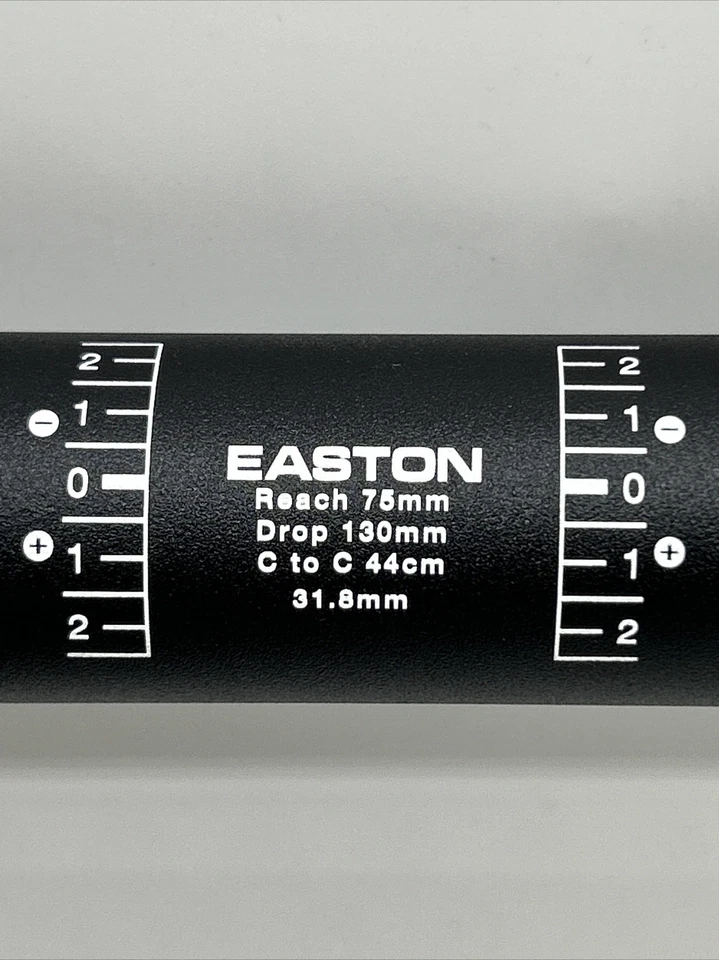 2 2
− 1 1 −
EASTON
0 0
Reach 75mm
Drop 130mm
+ 1 1 +
C to C 44cm
31.8mm
2 2